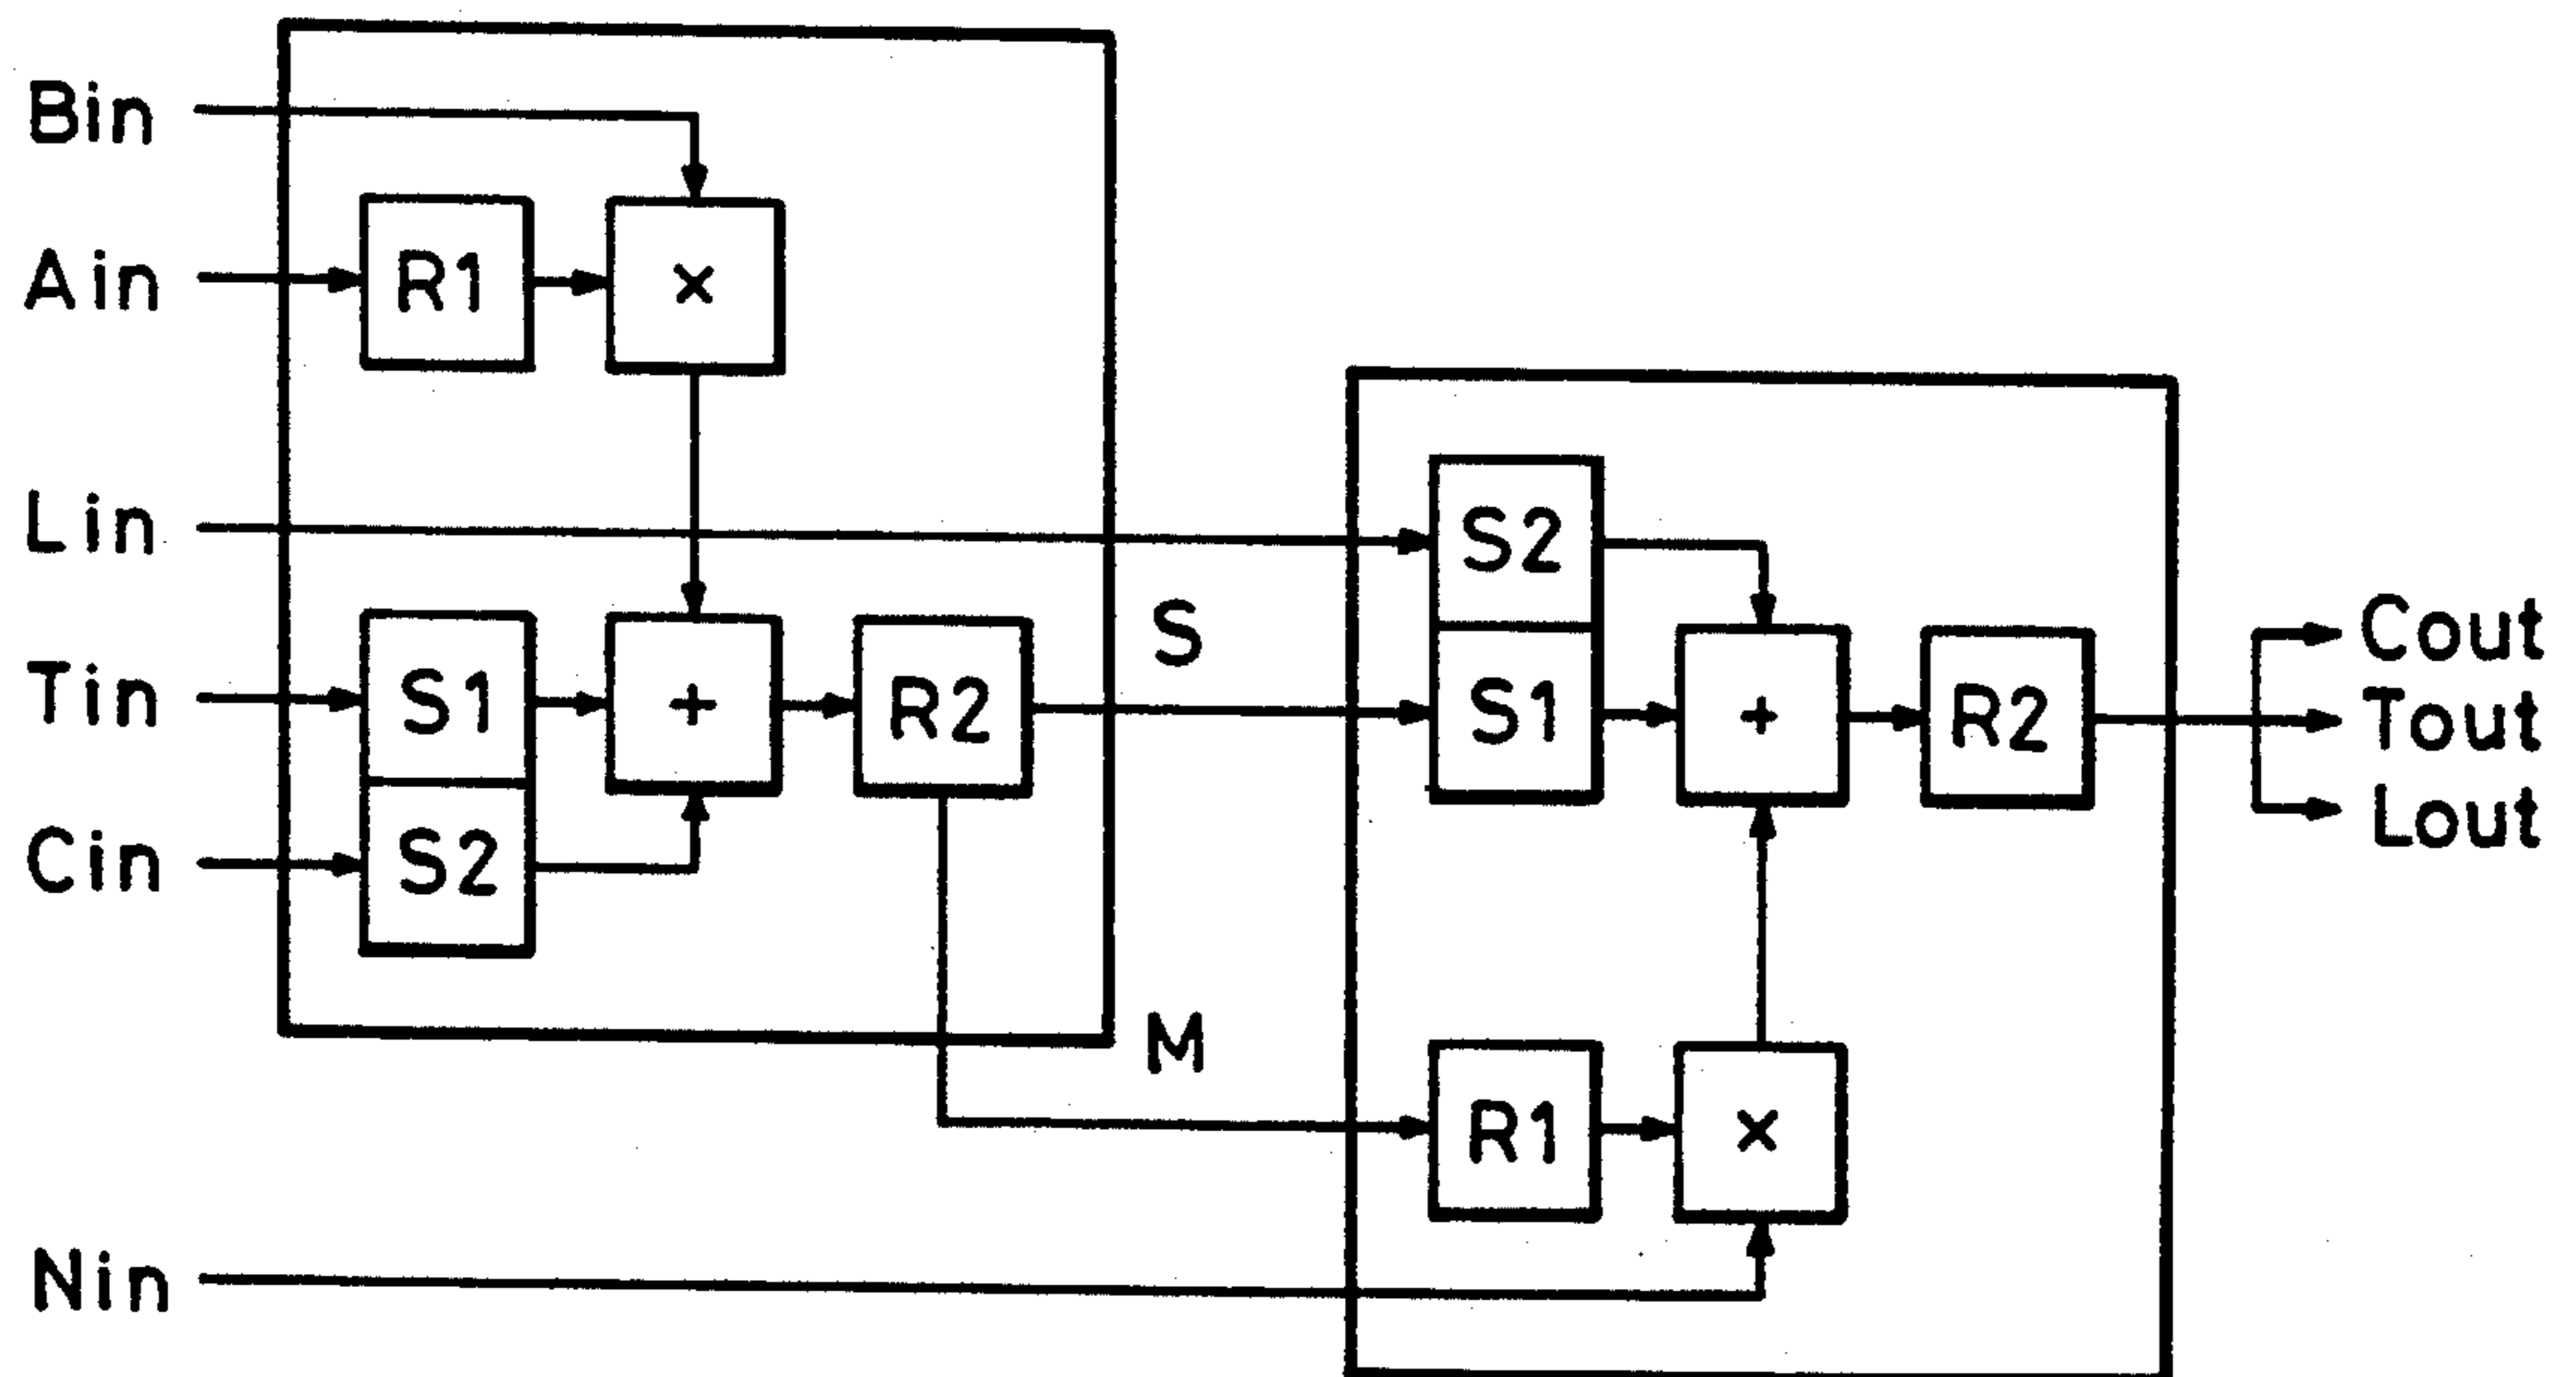 Bin
Ain
R1
×
Lin
Tin
S1
+
R2
Cin
S2
S
M
Nin
S2
S1
+
R2
R1
×
Cout
Tout
Lout